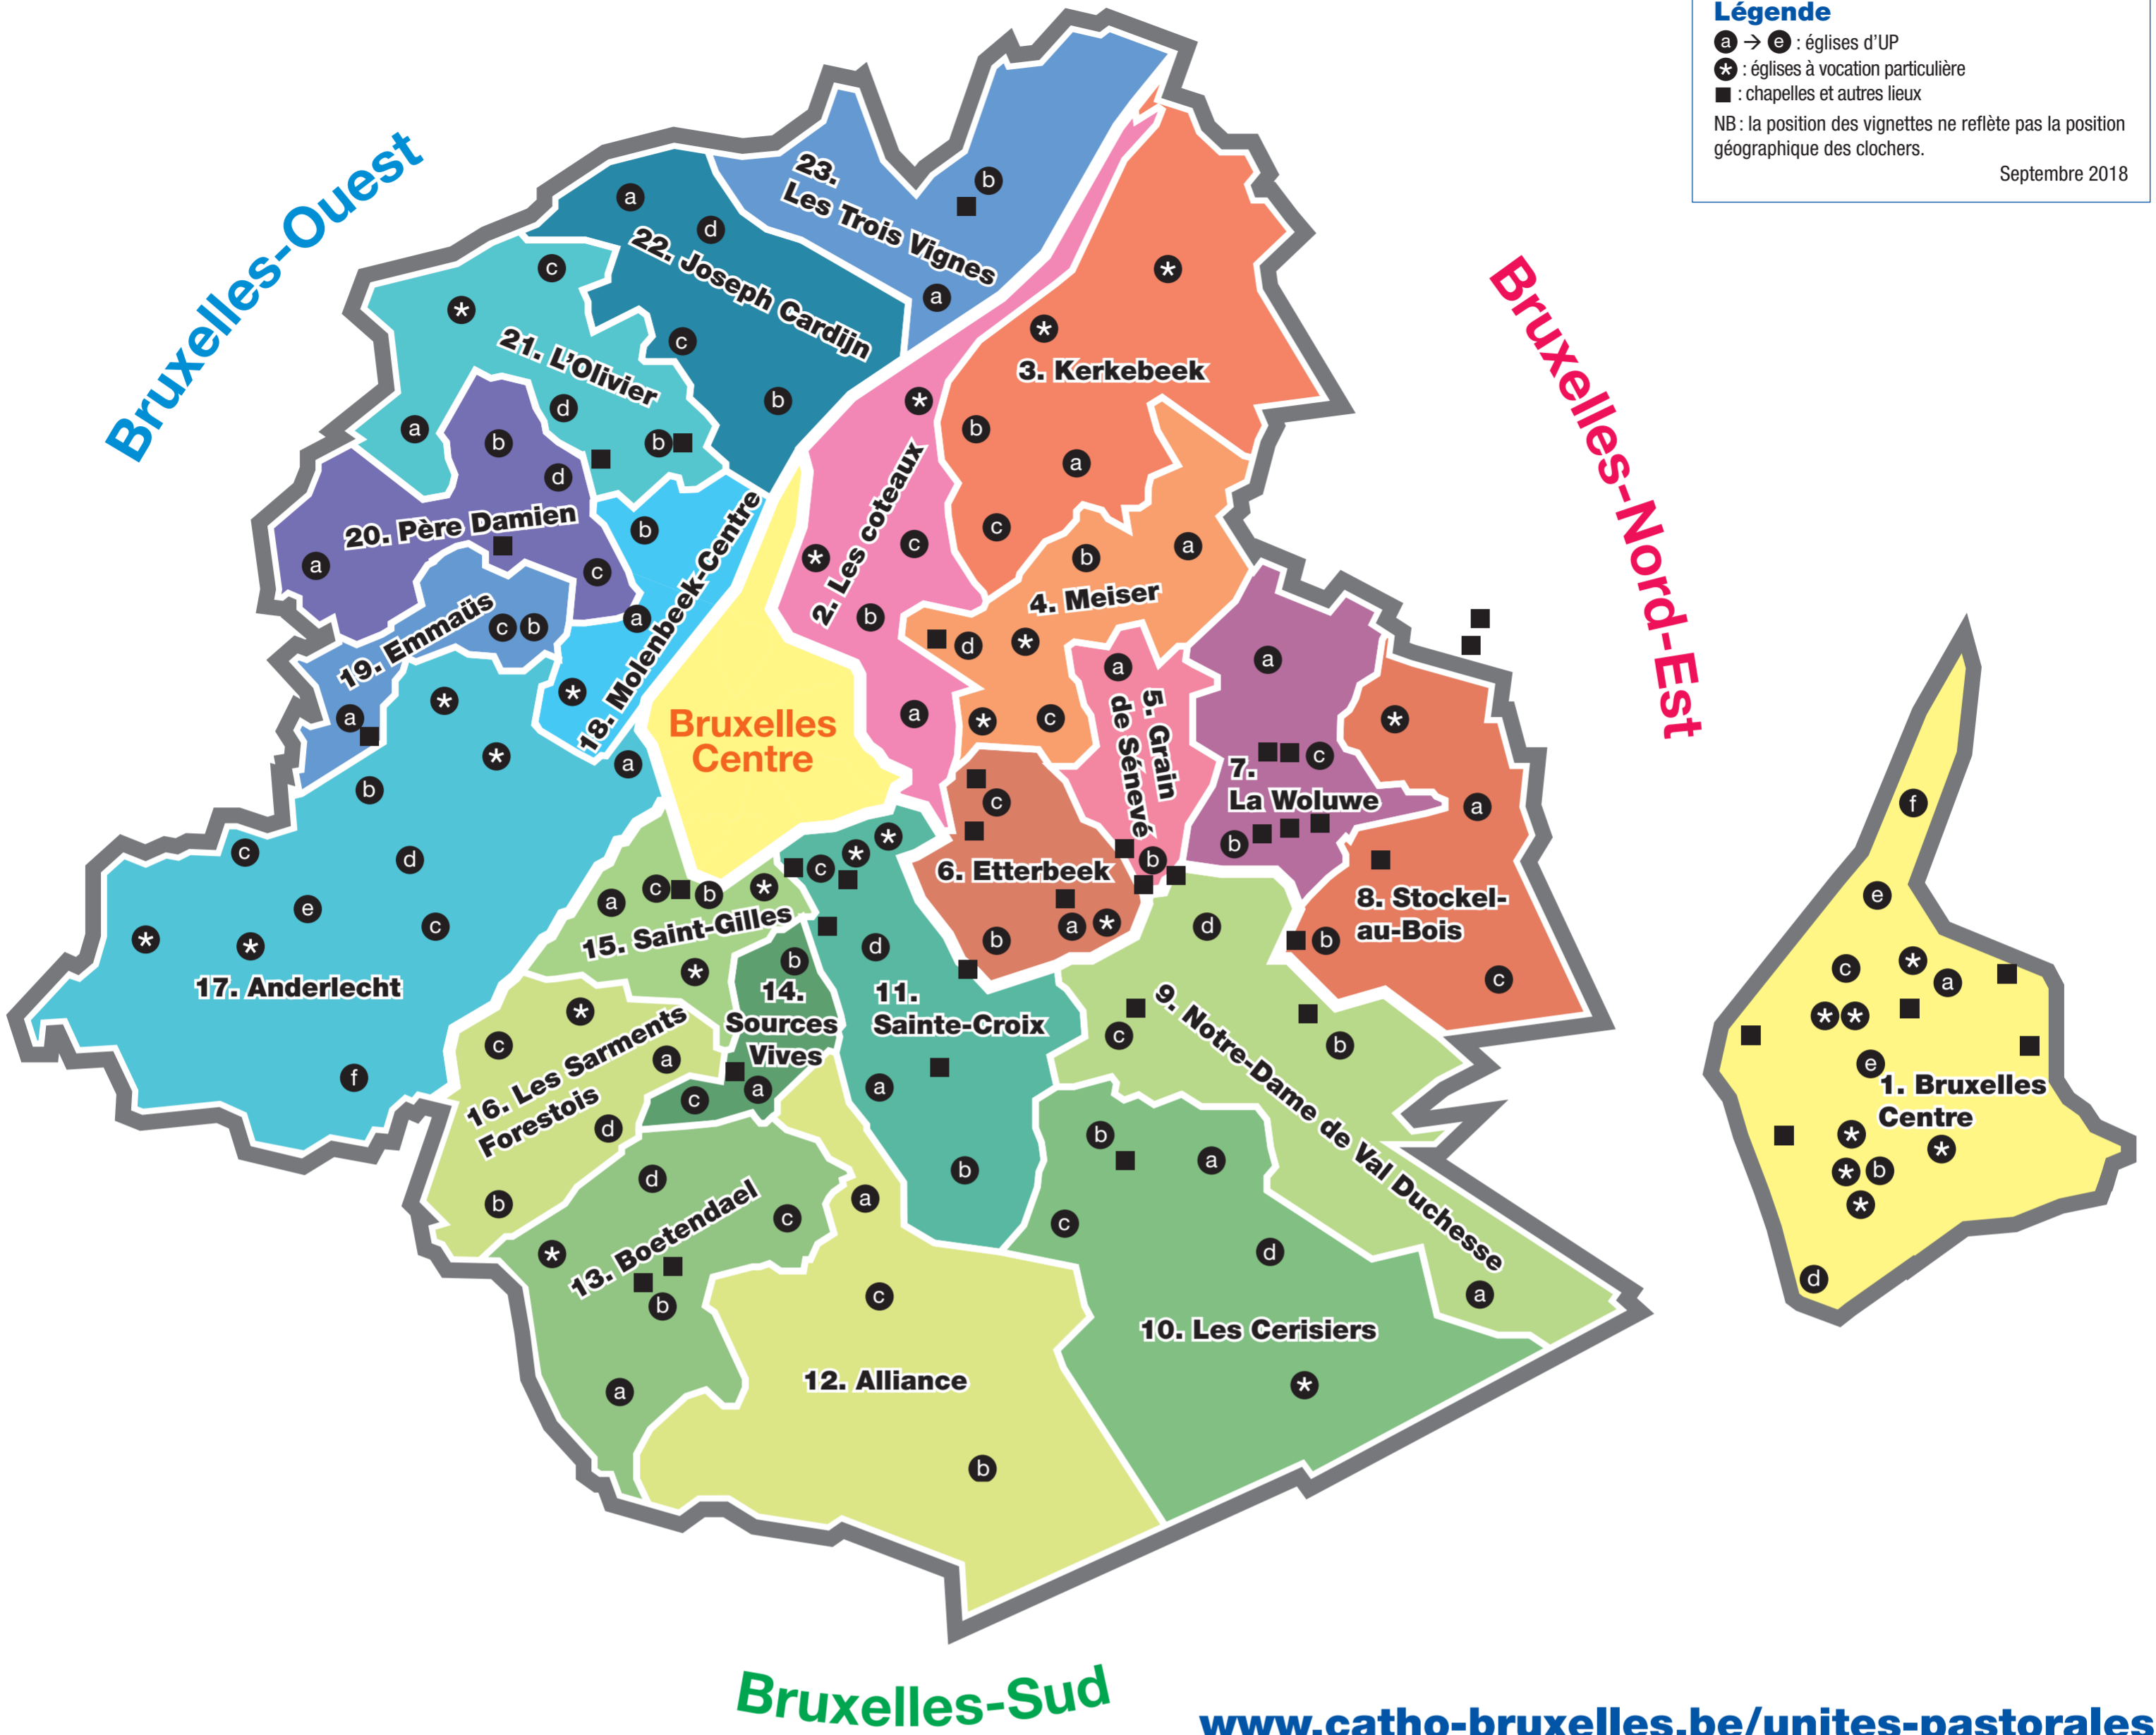 Légende
a → e : églises d'UP
* : églises à vocation particulière
■ : chapelles et autres lieux
NB : la position des vignettes ne reflète pas la position
géographique des clochers.
Septembre 2018
Bruxelles-Ouest
Bruxelles-Nord-Est
Bruxelles-Sud
23.
Les Trois Vignes
b
a
22. Joseph Cardijn
a
d
c
b
21. L'Olivier
c
*
d
a
b
20. Père Damien
b
d
a
c
19. Emmaüs
c
b
a
18. Molenbeek-Centre
b
a
*
17. Anderlecht
*
*
a
b
c
d
e
c
*
*
f
2. Les coteaux
*
*
c
b
a
3. Kerkebeek
*
*
b
a
c
4. Meiser
b
a
d
*
*
c
5. Grain
de Sénevé
a
b
6. Etterbeek
c
a
*
b
7.
La Woluwe
a
c
b
8. Stockel-
au-Bois
*
a
b
c
9. Notre-Dame de Val Duchesse
d
c
b
a
10. Les Cerisiers
b
a
c
d
*
11.
Sainte-Croix
*
*
c
d
a
b
12. Alliance
a
c
b
13. Boetendael
d
c
*
b
a
14.
Sources
Vives
b
a
c
15. Saint-Gilles
a
c
b
*
*
16. Les Sarments
Forestois
*
c
a
d
b
Bruxelles
Centre
1. Bruxelles
Centre
f
e
c
*
a
*
*
e
*
*
*
b
*
d
www.catho-bruxelles.be/unites-pastorales